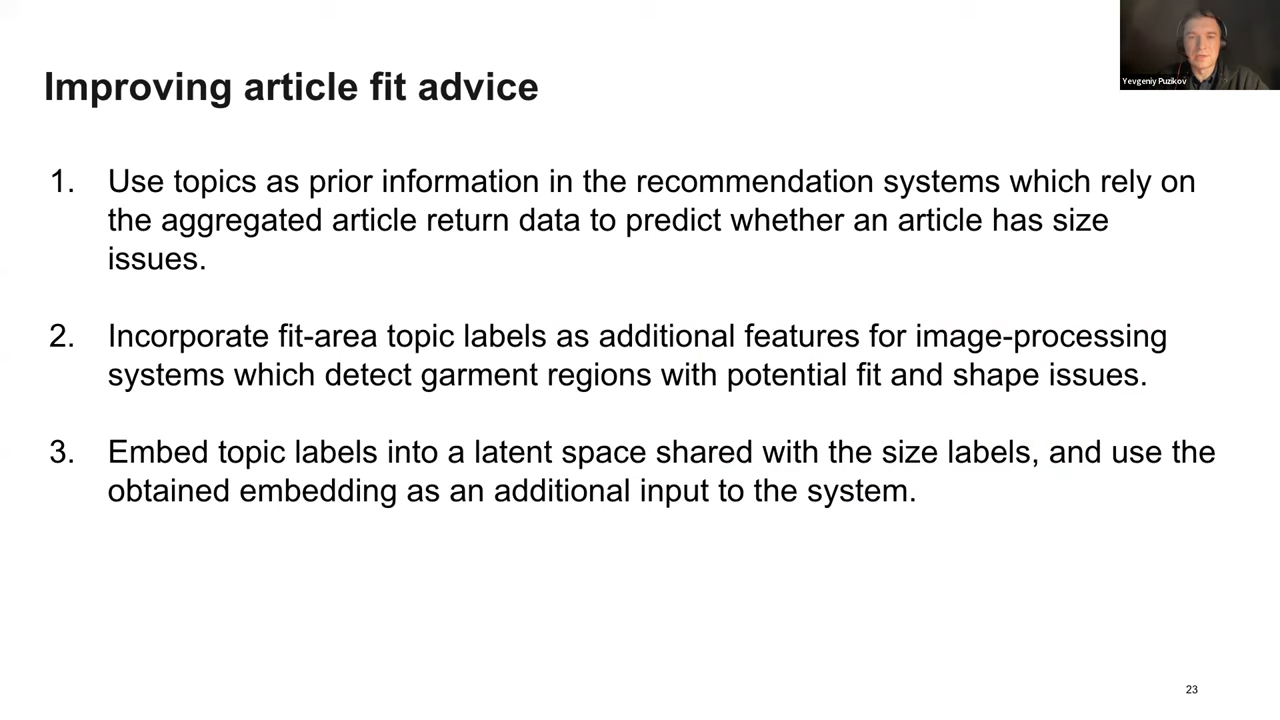 Yevgeniy Puzikov
Improving article fit advice
1. Use topics as prior information in the recommendation systems which rely on
the aggregated article return data to predict whether an article has size
issues.
2. Incorporate fit-area topic labels as additional features for image-processing
systems which detect garment regions with potential fit and shape issues.
3. Embed topic labels into a latent space shared with the size labels, and use the
obtained embedding as an additional input to the system.
23